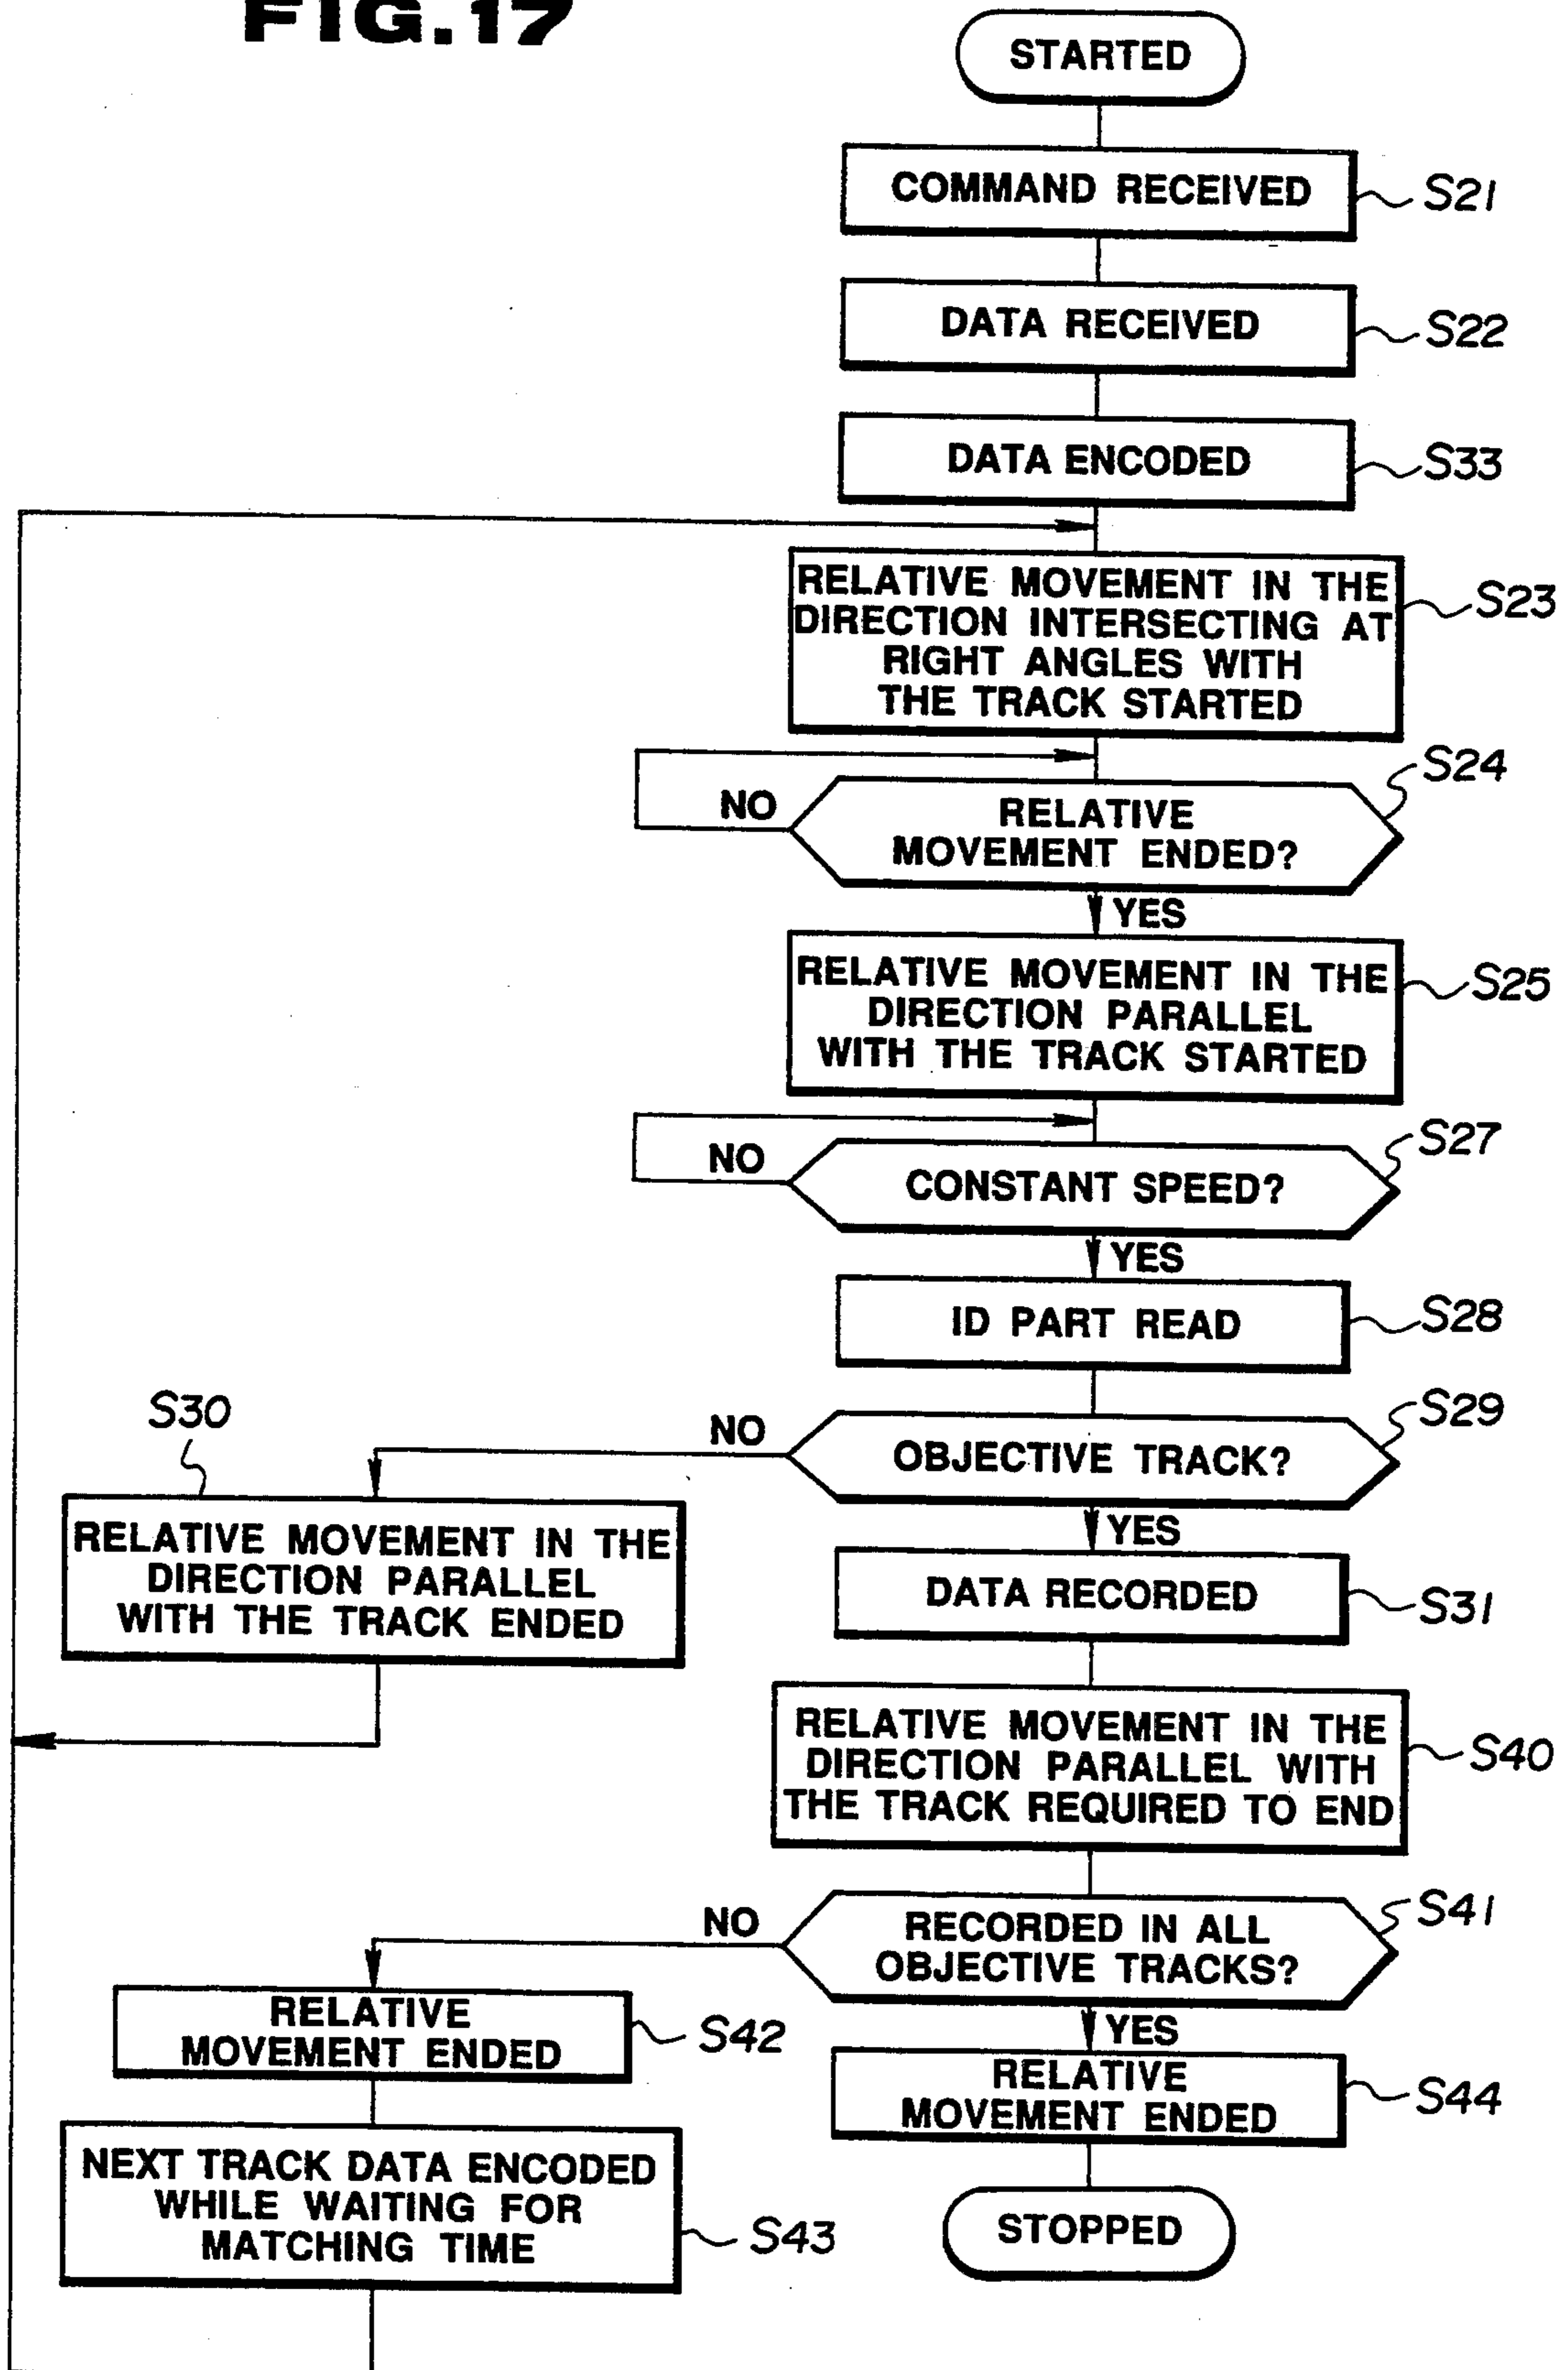 FIG.17
STARTED
COMMAND RECEIVED
S21
DATA RECEIVED
S22
DATA ENCODED
S33
RELATIVE MOVEMENT IN THE
DIRECTION INTERSECTING AT
RIGHT ANGLES WITH
THE TRACK STARTED
S23
S24
NO
RELATIVE
MOVEMENT ENDED?
YES
RELATIVE MOVEMENT IN THE
DIRECTION PARALLEL
WITH THE TRACK STARTED
S25
S27
NO
CONSTANT SPEED?
YES
ID PART READ
S28
S30
NO
OBJECTIVE TRACK?
S29
YES
RELATIVE MOVEMENT IN THE
DIRECTION PARALLEL
WITH THE TRACK ENDED
DATA RECORDED
S31
RELATIVE MOVEMENT IN THE
DIRECTION PARALLEL WITH
THE TRACK REQUIRED TO END
S40
NO
RECORDED IN ALL
OBJECTIVE TRACKS?
S41
YES
RELATIVE
MOVEMENT ENDED
S42
RELATIVE
MOVEMENT ENDED
S44
NEXT TRACK DATA ENCODED
WHILE WAITING FOR
MATCHING TIME
S43
STOPPED